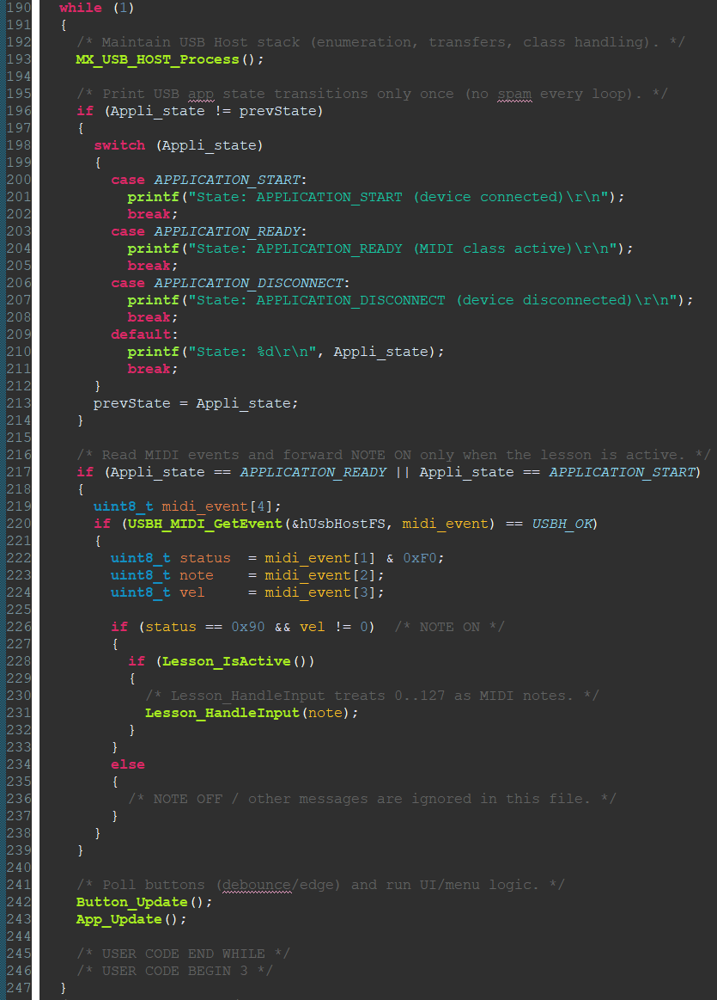 190 while (1)
191 {
192 /* Maintain USB Host stack (enumeration, transfers, class handling). */
193 MX_USB_HOST_Process();
194
195 /* Print USB app state transitions only once (no spam every loop). */
196 if (Appli_state != prevState)
197 {
198 switch (Appli_state)
199 {
200 case APPLICATION_START:
201 printf("State: APPLICATION_START (device connected)\r\n");
202 break;
203 case APPLICATION_READY:
204 printf("State: APPLICATION_READY (MIDI class active)\r\n");
205 break;
206 case APPLICATION_DISCONNECT:
207 printf("State: APPLICATION_DISCONNECT (device disconnected)\r\n");
208 break;
209 default:
210 printf("State: %d\r\n", Appli_state);
211 break;
212 }
213 prevState = Appli_state;
214 }
215
216 /* Read MIDI events and forward NOTE ON only when the lesson is active. */
217 if (Appli_state == APPLICATION_READY || Appli_state == APPLICATION_START)
218 {
219 uint8_t midi_event[4];
220 if (USBH_MIDI_GetEvent(&hUsbHostFS, midi_event) == USBH_OK)
221 {
222 uint8_t status = midi_event[1] & 0xF0;
223 uint8_t note = midi_event[2];
224 uint8_t vel = midi_event[3];
225
226 if (status == 0x90 && vel != 0) /* NOTE ON */
227 {
228 if (Lesson_IsActive())
229 {
230 /* Lesson_HandleInput treats 0..127 as MIDI notes. */
231 Lesson_HandleInput(note);
232 }
233 }
234 else
235 {
236 /* NOTE OFF / other messages are ignored in this file. */
237 }
238 }
239 }
240
241 /* Poll buttons (debounce/edge) and run UI/menu logic. */
242 Button_Update();
243 App_Update();
244
245 /* USER CODE END WHILE */
246 /* USER CODE BEGIN 3 */
247 }